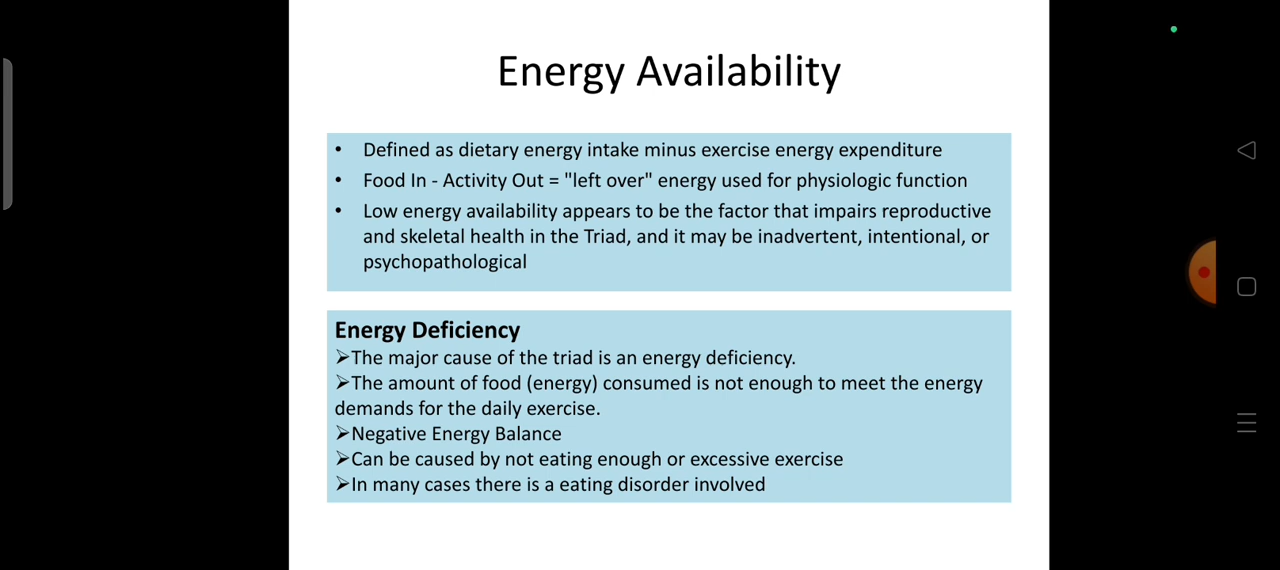 Energy Availability
• Defined as dietary energy intake minus exercise energy expenditure
• Food In - Activity Out = "left over" energy used for physiologic function
• Low energy availability appears to be the factor that impairs reproductive
and skeletal health in the Triad, and it may be inadvertent, intentional, or
psychopathological
Energy Deficiency
➢The major cause of the triad is an energy deficiency.
➢The amount of food (energy) consumed is not enough to meet the energy
demands for the daily exercise.
➢Negative Energy Balance
➢Can be caused by not eating enough or excessive exercise
➢In many cases there is a eating disorder involved